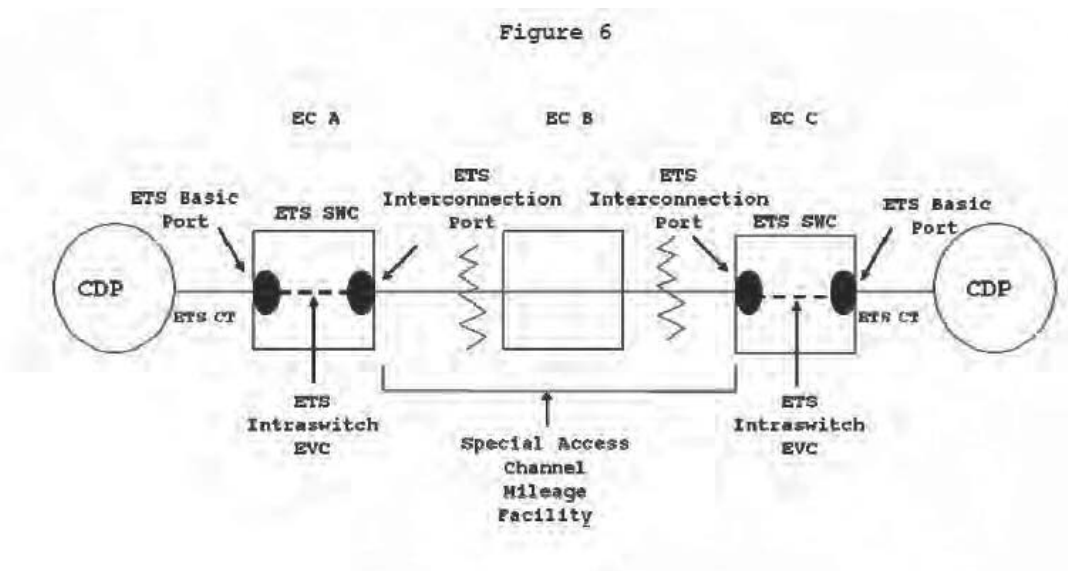 Figure 6
EC A
EC B
EC C
ETS Basic
Port
ETS SWC
ETS
Interconnection
Port
ETS
Interconnection
Port
ETS SWC
ETS Basic
Port
CDP
ETS CT
ETS CT
CDP
ETS
Intraswitch
EVC
Special Access
Channel
Mileage
Facility
ETS
Intraswitch
EVC